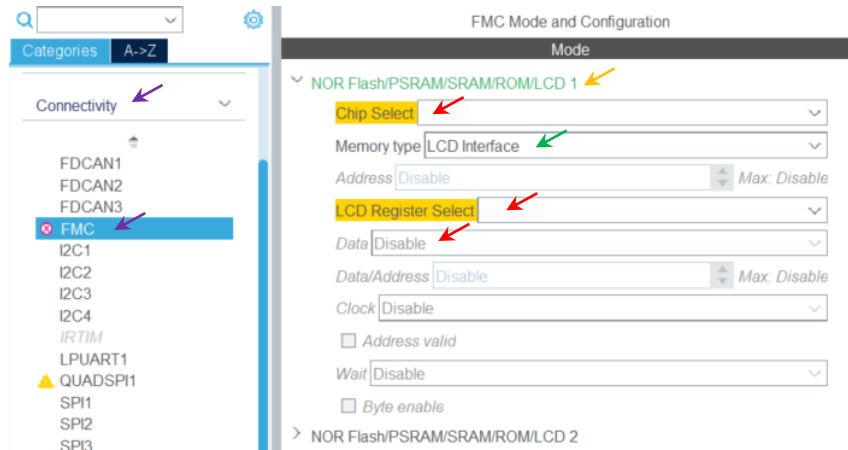 FMC Mode and Configuration
Categories A->Z
Mode
Connectivity
FDCAN1
FDCAN2
FDCAN3
FMC
I2C1
I2C2
I2C3
I2C4
IRTIM
LPUART1
QUADSPI1
SPI1
SPI2
SPI3
NOR Flash/PSRAM/SRAM/ROM/LCD 1
Chip Select
Memory type LCD Interface
Address Disable Max: Disable
LCD Register Select
Data Disable
Data/Address Disable Max: Disable
Clock Disable
Address valid
Wait Disable
Byte enable
NOR Flash/PSRAM/SRAM/ROM/LCD 2